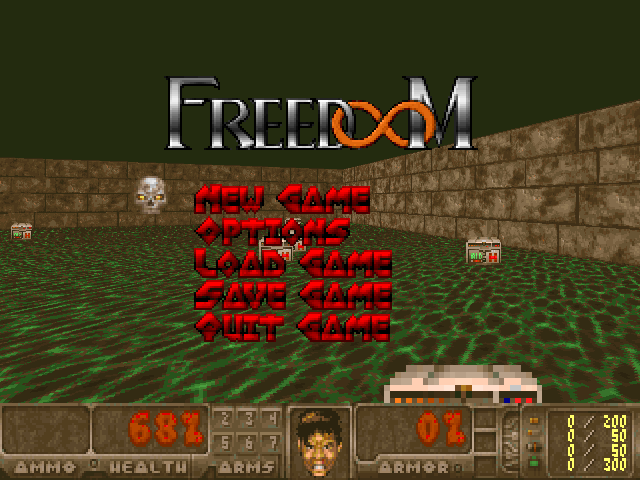 FREEDOOM
NEW GAME
OPTIONS
LOAD GAME
SAVE GAME
QUIT GAME
68% 2 3 4 0% 0 / 200
5 6 7 0 / 50
0 / 50
0 / 300
AMMO HEALTH ARMS ARMOR